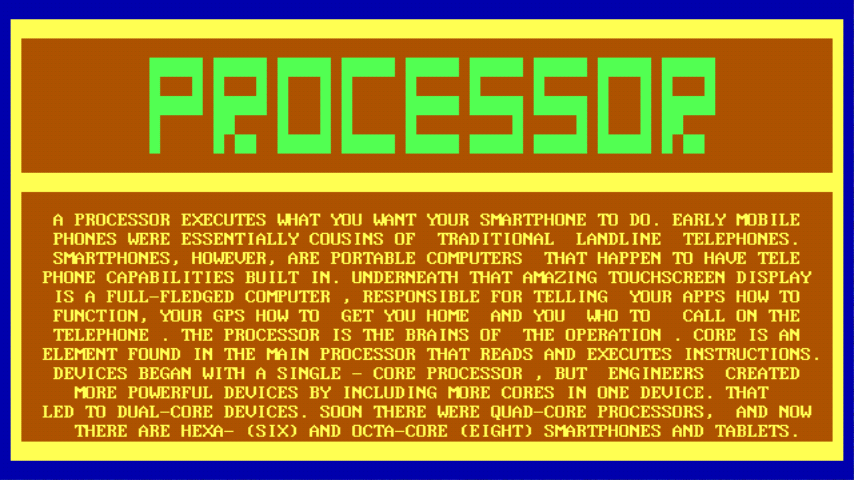 PROCESSOR
A PROCESSOR EXECUTES WHAT YOU WANT YOUR SMARTPHONE TO DO. EARLY MOBILE
PHONES WERE ESSENTIALLY COUSINS OF TRADITIONAL LANDLINE TELEPHONES.
SMARTPHONES, HOWEVER, ARE PORTABLE COMPUTERS THAT HAPPEN TO HAVE TELE
PHONE CAPABILITIES BUILT IN. UNDERNEATH THAT AMAZING TOUCHSCREEN DISPLAY
IS A FULL-FLEDGED COMPUTER , RESPONSIBLE FOR TELLING YOUR APPS HOW TO
FUNCTION, YOUR GPS HOW TO GET YOU HOME AND YOU WHO TO CALL ON THE
TELEPHONE . THE PROCESSOR IS THE BRAINS OF THE OPERATION . CORE IS AN
ELEMENT FOUND IN THE MAIN PROCESSOR THAT READS AND EXECUTES INSTRUCTIONS.
DEVICES BEGAN WITH A SINGLE - CORE PROCESSOR , BUT ENGINEERS CREATED
MORE POWERFUL DEVICES BY INCLUDING MORE CORES IN ONE DEVICE. THAT
LED TO DUAL-CORE DEVICES. SOON THERE WERE QUAD-CORE PROCESSORS, AND NOW
THERE ARE HEXA- (SIX) AND OCTA-CORE (EIGHT) SMARTPHONES AND TABLETS.